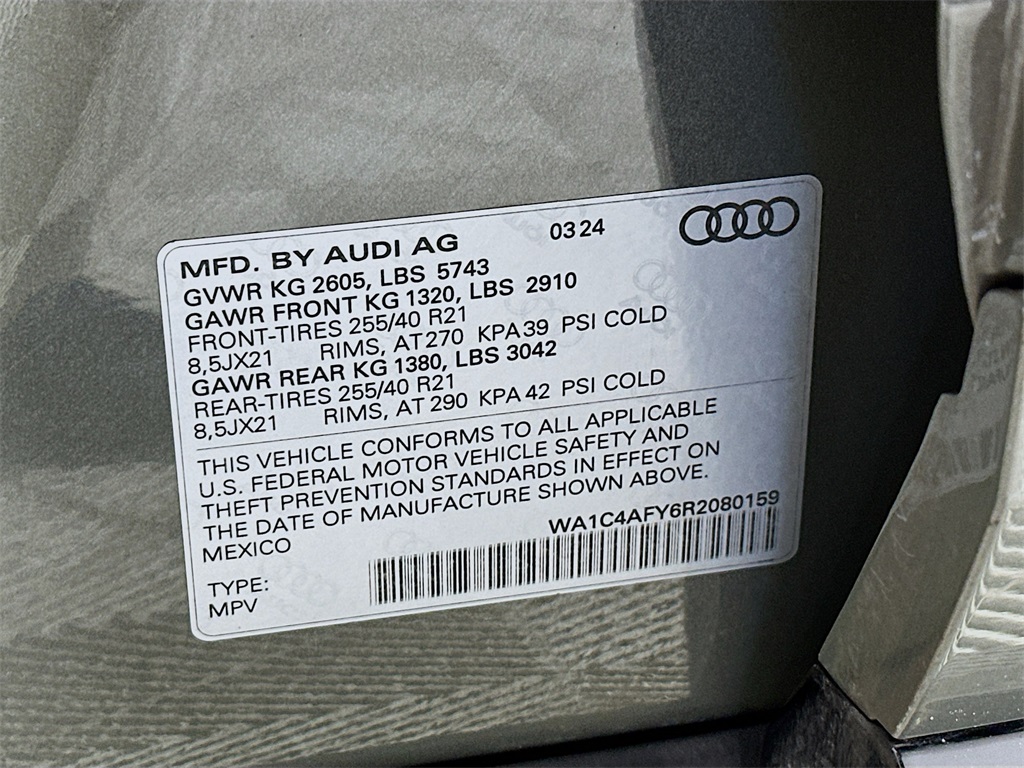 MFD. BY AUDI AG 03 24
GVWR KG 2605, LBS 5743
GAWR FRONT KG 1320, LBS 2910
FRONT-TIRES 255/40 R21
8,5JX21 RIMS, AT 270 KPA 39 PSI COLD
GAWR REAR KG 1380, LBS 3042
REAR-TIRES 255/40 R21
8,5JX21 RIMS, AT 290 KPA 42 PSI COLD
THIS VEHICLE CONFORMS TO ALL APPLICABLE
U.S. FEDERAL MOTOR VEHICLE SAFETY AND
THEFT PREVENTION STANDARDS IN EFFECT ON
THE DATE OF MANUFACTURE SHOWN ABOVE.
MEXICO WA1C4AFY6R2080159
TYPE:
MPV